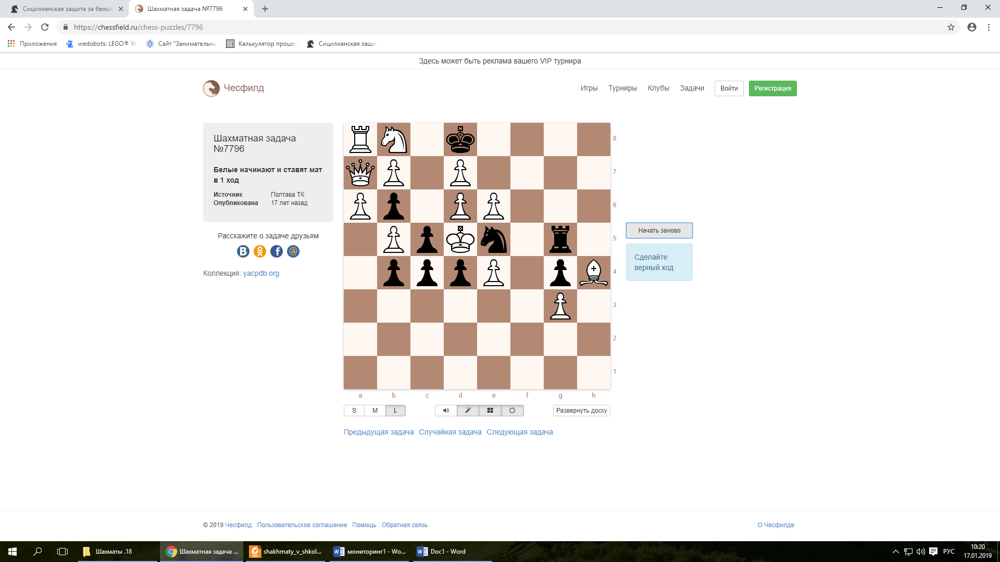 Сицилианская защита за белых
Шахматная задача №7796
https://chessfield.ru/chess-puzzles/7796
Приложения
wedobots: LEGO® W
Сайт "Занимательны
Калькулятор процен
Сицилианская защи
Здесь может быть реклама вашего VIP турнира
Чесфилд
Игры Турниры Клубы Задачи Войти Регистрация
Шахматная задача
№7796
Белые начинают и ставят мат
в 1 ход
Источник Полтава ТК
Опубликована 17 лет назад
Расскажите о задаче друзьям
Коллекция: yacpdb.org
8
7
6
5
4
3
2
1
a b c d e f g h
Начать заново
Сделайте
верный ход
S M L
Развернуть доску
Предыдущая задача Случайная задача Следующая задача
© 2019 Чесфилд Пользовательское соглашение Помощь Обратная связь
О Чесфилде
Шахматы .18
Шахматная задача ...
shakhmaty_v_shkol...
мониторинг1 - Wo...
Doc1 - Word
РУС
10:20
17.01.2019